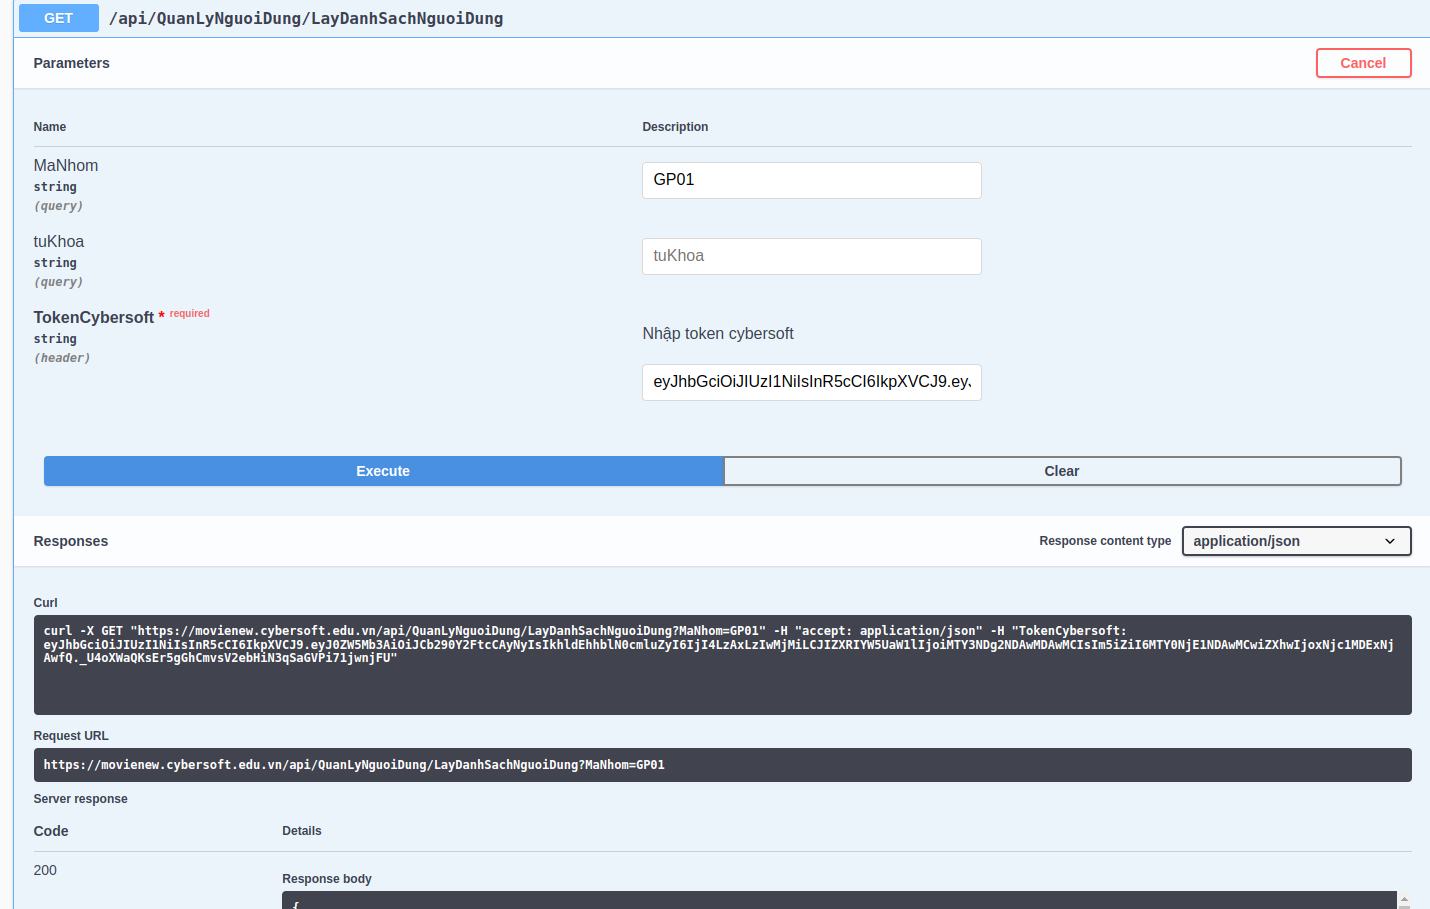 GET /api/QuanLyNguoiDung/LayDanhSachNguoiDung
Parameters
Cancel
Name Description
MaNhom
string
(query)
GP01
tuKhoa
string
(query)
tuKhoa
TokenCybersoft * required
string
(header)
Nhập token cybersoft
eyJhbGciOiJIUzI1NiIsInR5cCI6IkpXVCJ9.eyJ
Execute Clear
Responses
Response content type application/json
Curl
curl -X GET "https://movienew.cybersoft.edu.vn/api/QuanLyNguoiDung/LayDanhSachNguoiDung?MaNhom=GP01" -H "accept: application/json" -H "TokenCybersoft:
eyJhbGciOiJIUzI1NiIsInR5cCI6IkpXVCJ9.eyJ0ZW5Mb3AiOiJCb290Y2FtcCAyNyIsIkhldEhhblN0cmluZyI6IjI4LzAxLzIwMjMiLCJIZXRIYW5UaW1lIjoiMTY3NDg2NDAwMDAwMCIsIm5iZiI6MTY0NjE1NDAwMCwiZXhwIjoxNjc1MDExNj
AwfQ._U4oXWaQKsEr5gGhCmvsV2ebHiN3qSaGVPi71jwnjFU"
Request URL
https://movienew.cybersoft.edu.vn/api/QuanLyNguoiDung/LayDanhSachNguoiDung?MaNhom=GP01
Server response
Code Details
200
Response body
{